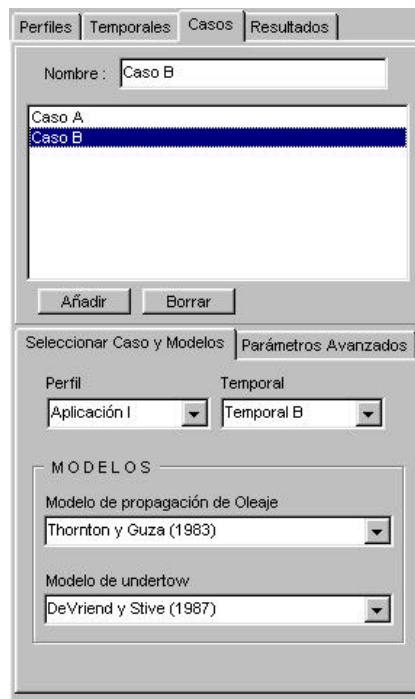 Perfiles Temporales Casos Resultados
Nombre : Caso B
Caso A
Caso B
Añadir Borrar
Seleccionar Caso y Modelos Parámetros Avanzados
Perfil Temporal
Aplicación I Temporal B
MODELOS
Modelo de propagación de Oleaje
Thornton y Guza (1983)
Modelo de undertow
DeVriend y Stive (1987)